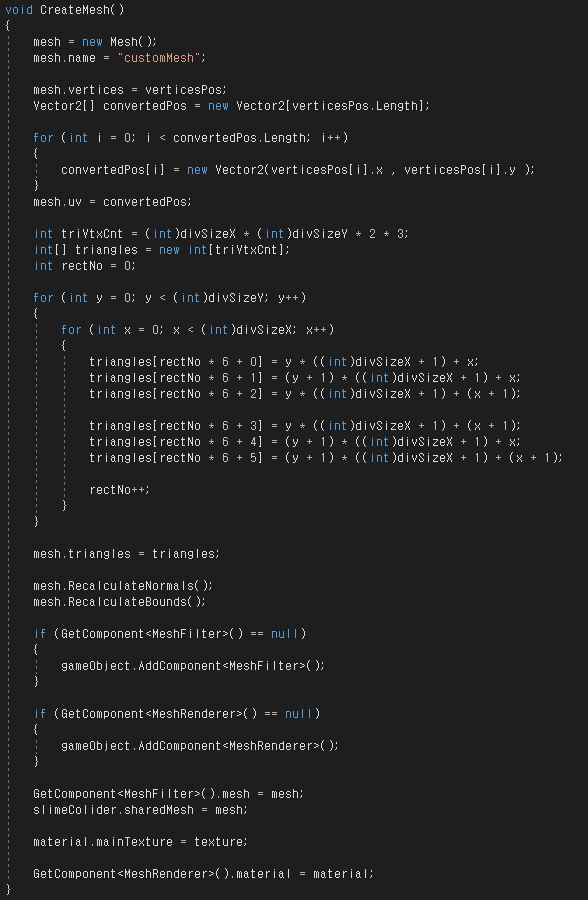 void CreateMesh()
{
mesh = new Mesh();
mesh.name = "customMesh";
mesh.vertices = verticesPos;
Vector2[] convertedPos = new Vector2[verticesPos.Length];
for (int i = 0; i < convertedPos.Length; i++)
{
convertedPos[i] = new Vector2(verticesPos[i].x , verticesPos[i].y );
}
mesh.uv = convertedPos;
int triVtxCnt = (int)divSizeX * (int)divSizeY * 2 * 3;
int[] triangles = new int[triVtxCnt];
int rectNo = 0;
for (int y = 0; y < (int)divSizeY; y++)
{
for (int x = 0; x < (int)divSizeX; x++)
{
triangles[rectNo * 6 + 0] = y * ((int)divSizeX + 1) + x;
triangles[rectNo * 6 + 1] = (y + 1) * ((int)divSizeX + 1) + x;
triangles[rectNo * 6 + 2] = y * ((int)divSizeX + 1) + (x + 1);
triangles[rectNo * 6 + 3] = y * ((int)divSizeX + 1) + (x + 1);
triangles[rectNo * 6 + 4] = (y + 1) * ((int)divSizeX + 1) + x;
triangles[rectNo * 6 + 5] = (y + 1) * ((int)divSizeX + 1) + (x + 1);
rectNo++;
}
}
mesh.triangles = triangles;
mesh.RecalculateNormals();
mesh.RecalculateBounds();
if (GetComponent<MeshFilter>() == null)
{
gameObject.AddComponent<MeshFilter>();
}
if (GetComponent<MeshRenderer>() == null)
{
gameObject.AddComponent<MeshRenderer>();
}
GetComponent<MeshFilter>().mesh = mesh;
slimeColider.sharedMesh = mesh;
material.mainTexture = texture;
GetComponent<MeshRenderer>().material = material;
}